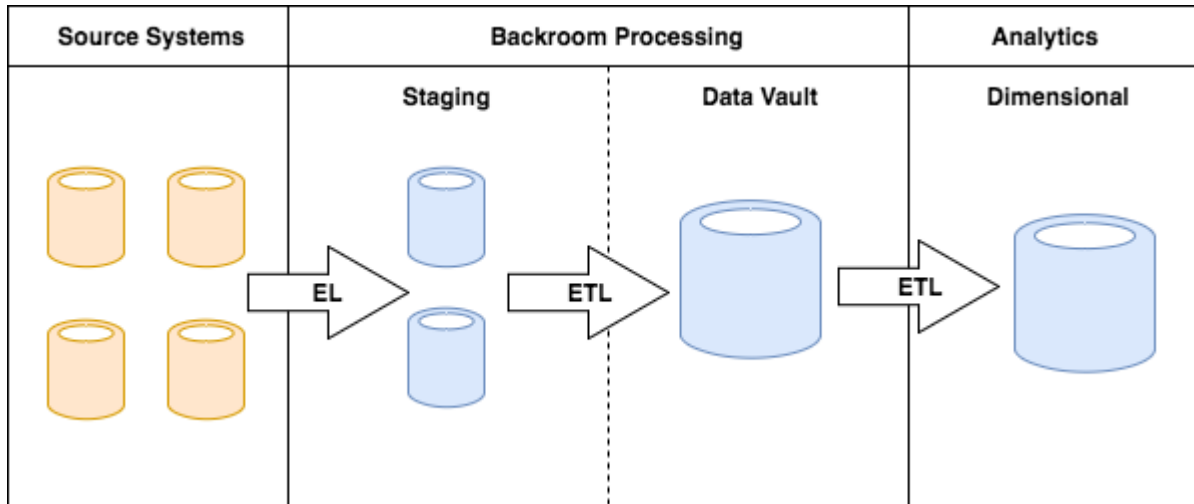 Source Systems
Backroom Processing
Analytics
Staging
Data Vault
Dimensional
EL
ETL
ETL